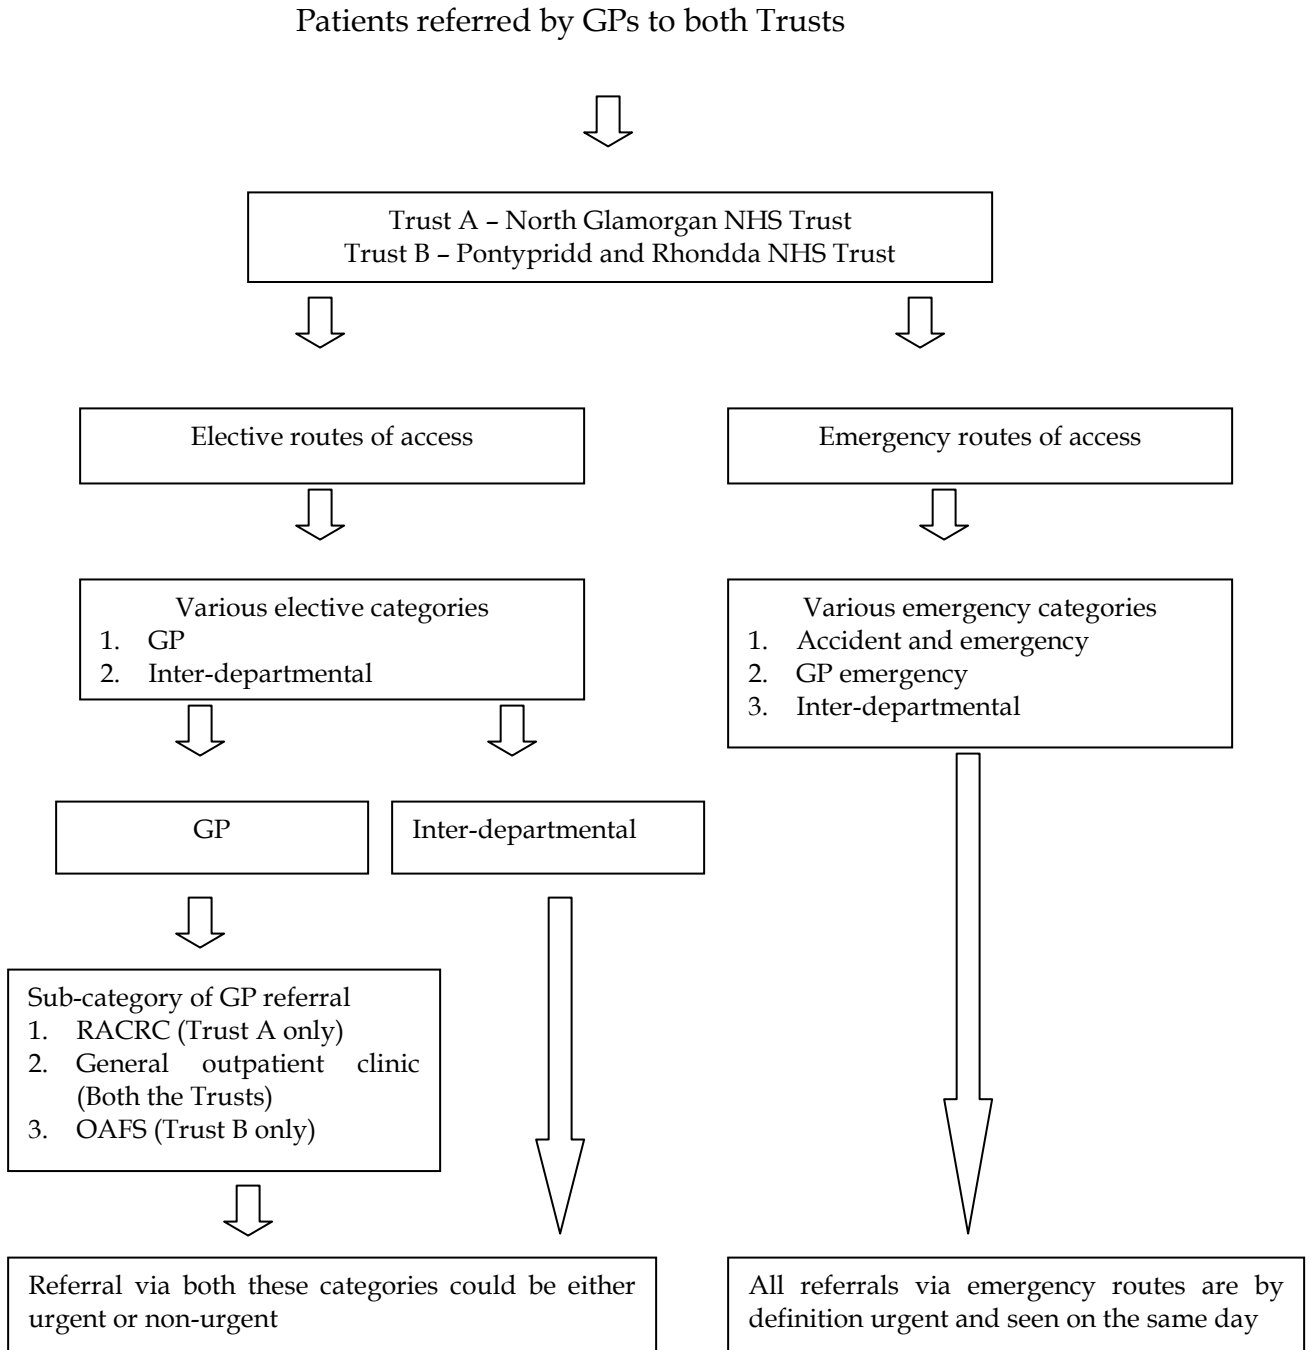 Patients referred by GPs to both Trusts
Trust A – North Glamorgan NHS Trust
Trust B – Pontypridd and Rhondda NHS Trust
Elective routes of access
Emergency routes of access
Various elective categories
1. GP
2. Inter-departmental
Various emergency categories
1. Accident and emergency
2. GP emergency
3. Inter-departmental
GP
Inter-departmental
Sub-category of GP referral
1. RACRC (Trust A only)
2. General outpatient clinic
(Both the Trusts)
3. OAFS (Trust B only)
Referral via both these categories could be either
urgent or non-urgent
All referrals via emergency routes are by
definition urgent and seen on the same day